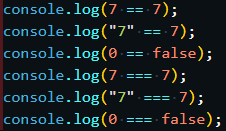 console.log(7 == 7);
console.log("7" == 7);
console.log(0 == false);
console.log(7 === 7);
console.log("7" === 7);
console.log(0 === false);